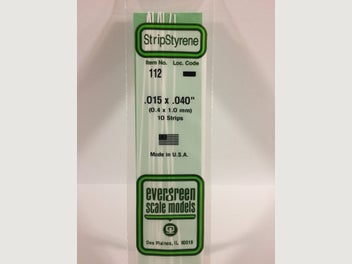 StripStyrene
Item No. Loc. Code
112
.015 x .040"
(0.4 x 1.0 mm)
10 Strips
Made in U.S.A.
evergreen
scale models
Des Plaines, IL 60018